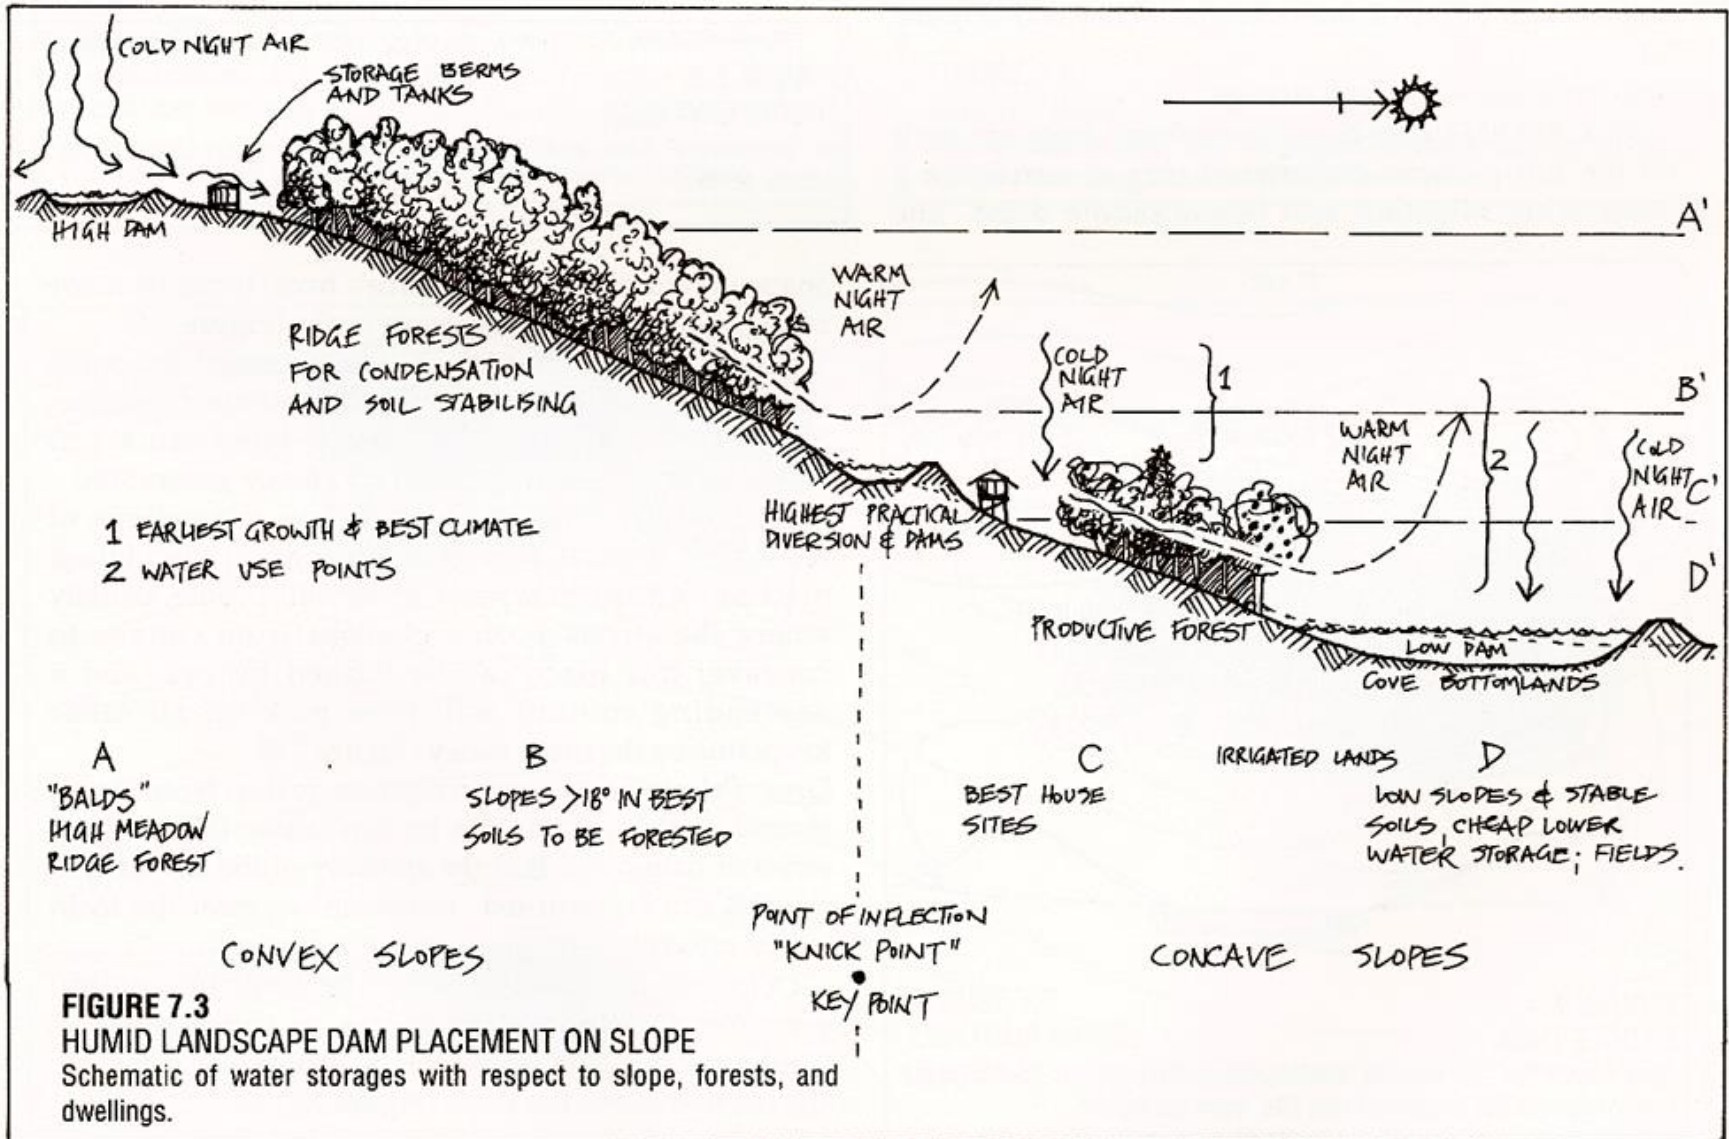 COLD NIGHT AIR
STORAGE BERMS
AND TANKS
HIGH DAM
A'
WARM
NIGHT
AIR
RIDGE FORESTS
FOR CONDENSATION
AND SOIL STABILISING
COLD
NIGHT
AIR
1
B'
WARM
NIGHT
AIR
2
COLD
NIGHT
AIR
C'
1 EARLIEST GROWTH & BEST CLIMATE
2 WATER USE POINTS
HIGHEST PRACTICAL
DIVERSION & DAMS
D'
PRODUCTIVE FOREST
LOW DAM
COVE BOTTOMLANDS
A
"BALDS"
HIGH MEADOW
RIDGE FOREST
B
SLOPES >18° IN BEST
SOILS TO BE FORESTED
C
BEST HOUSE
SITES
IRRIGATED LANDS
D
LOW SLOPES & STABLE
SOILS, CHEAP LOWER
WATER STORAGE; FIELDS.
CONVEX SLOPES
POINT OF INFLECTION
"KNICK POINT"
KEY POINT
CONCAVE SLOPES
FIGURE 7.3
HUMID LANDSCAPE DAM PLACEMENT ON SLOPE
Schematic of water storages with respect to slope, forests, and
dwellings.